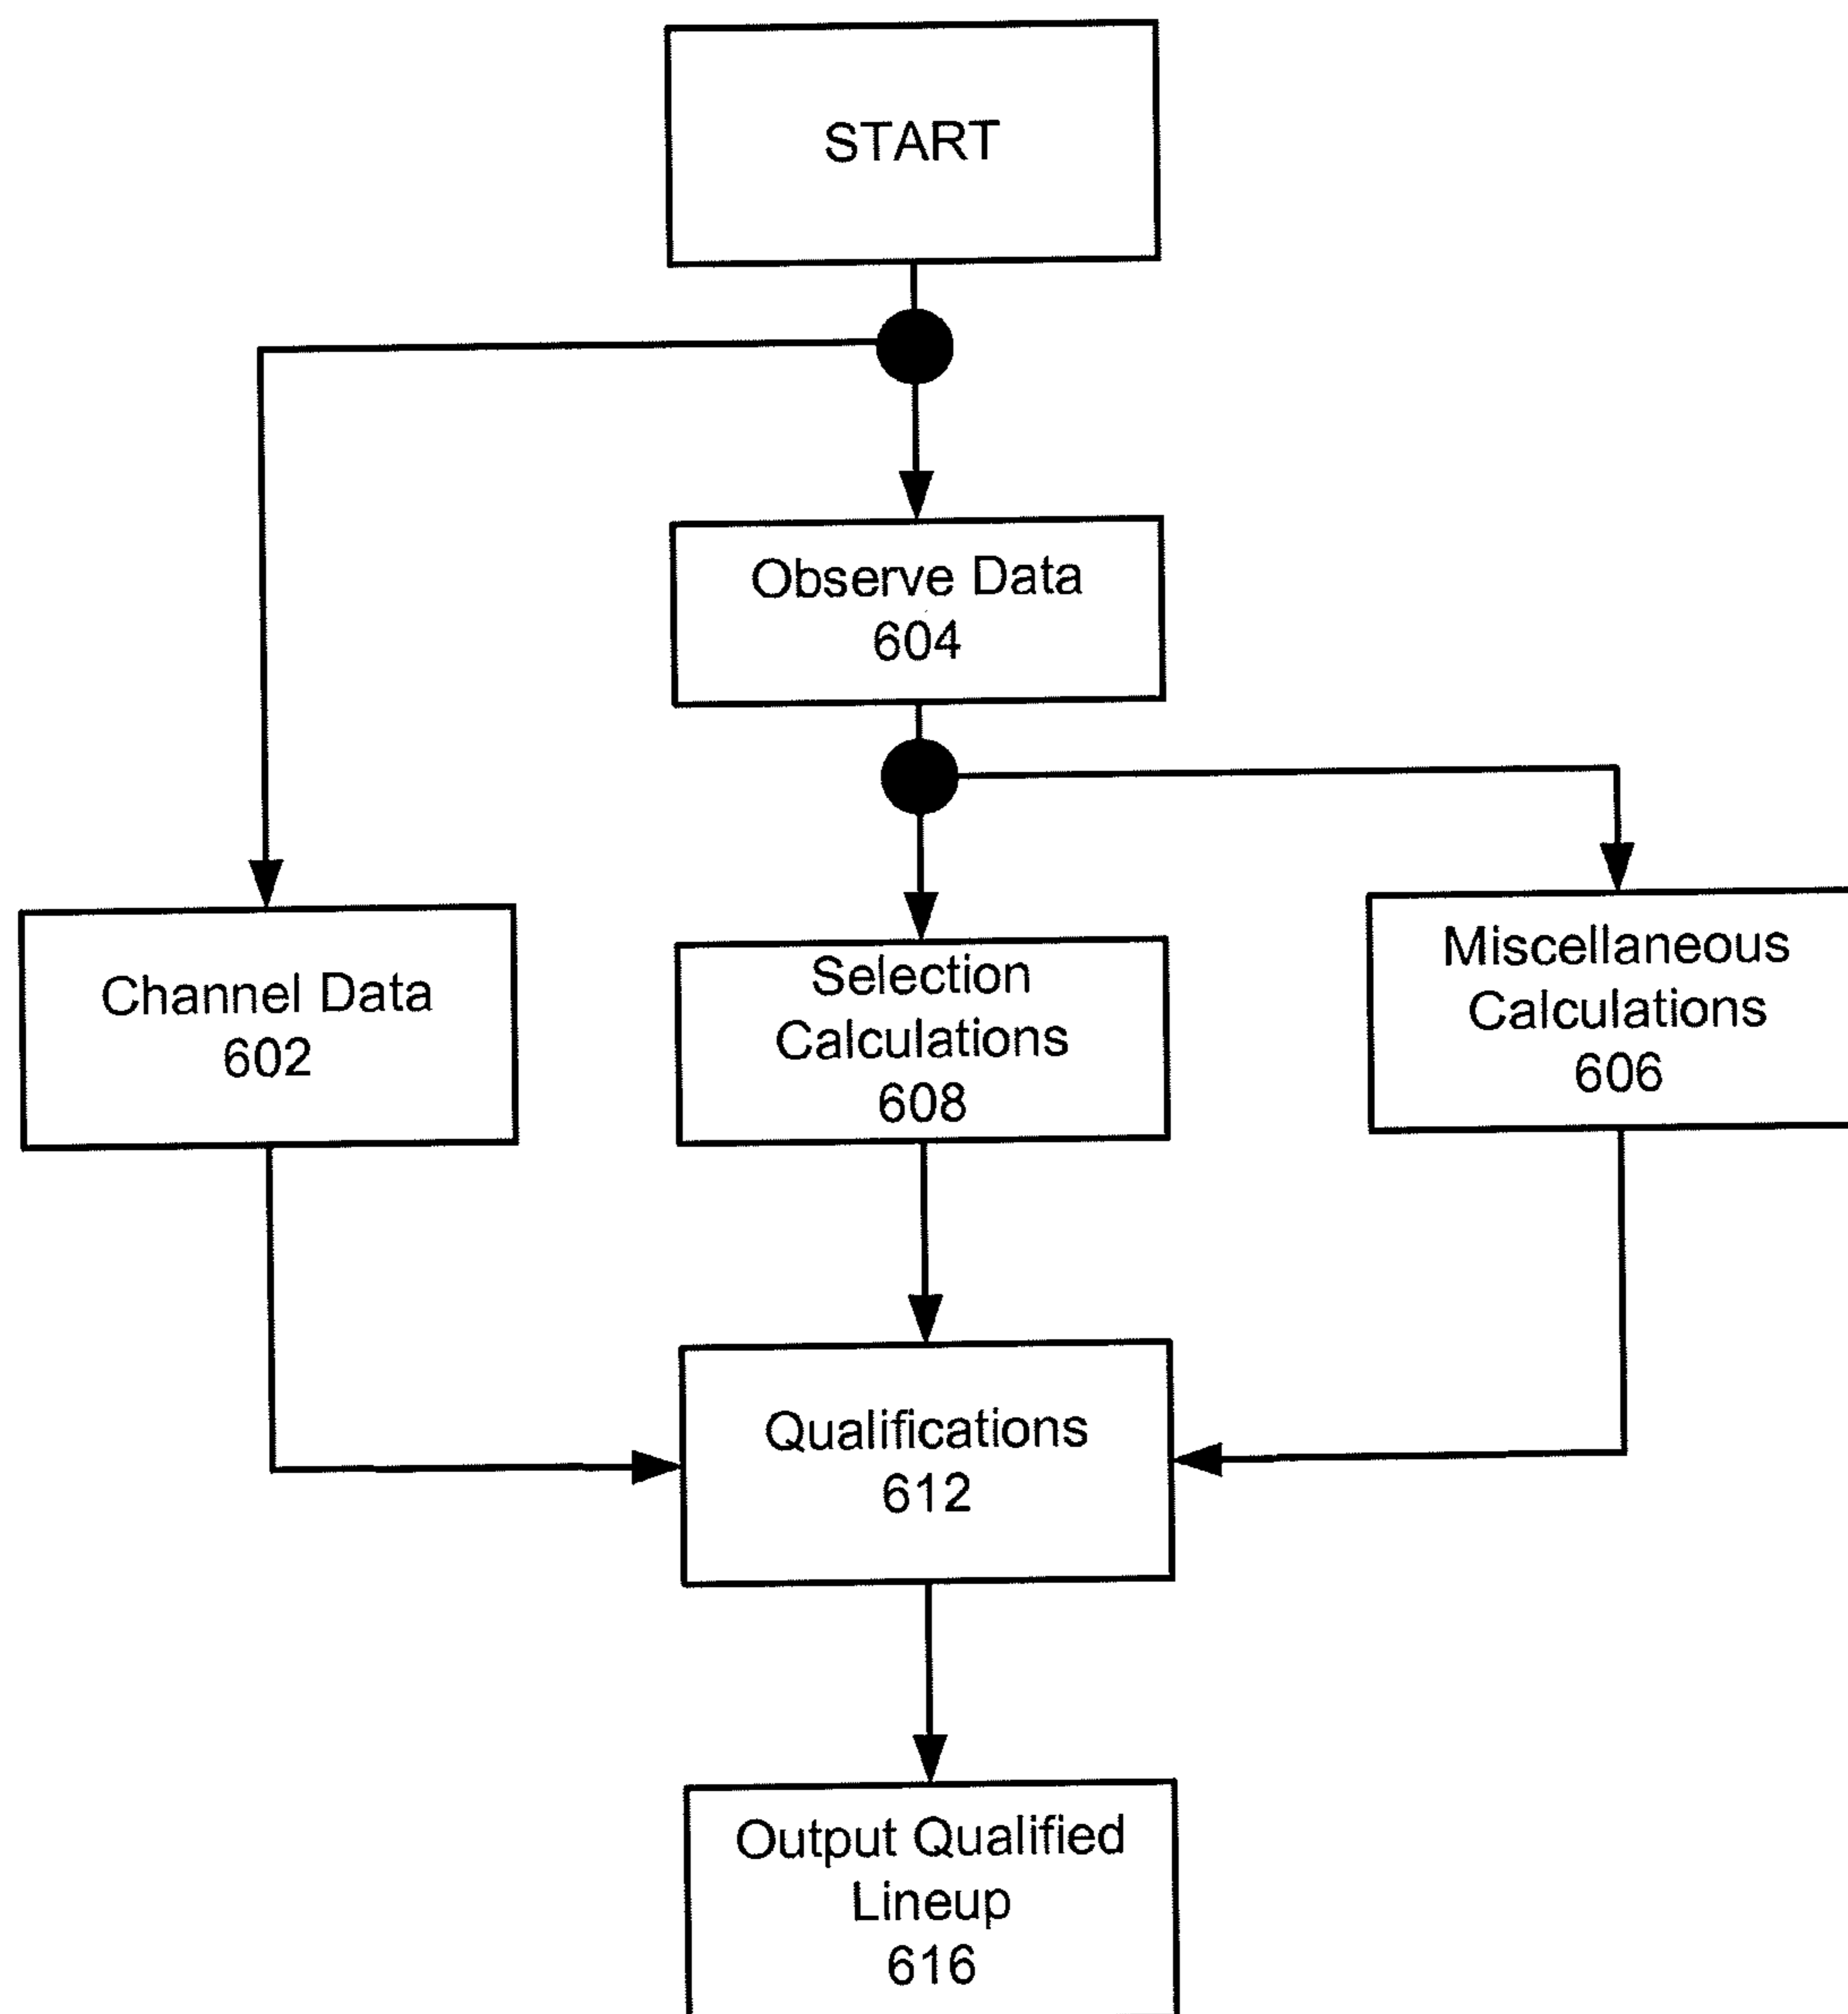 START
Observe Data
604
Channel Data
602
Selection
Calculations
608
Miscellaneous
Calculations
606
Qualifications
612
Output Qualified
Lineup
616